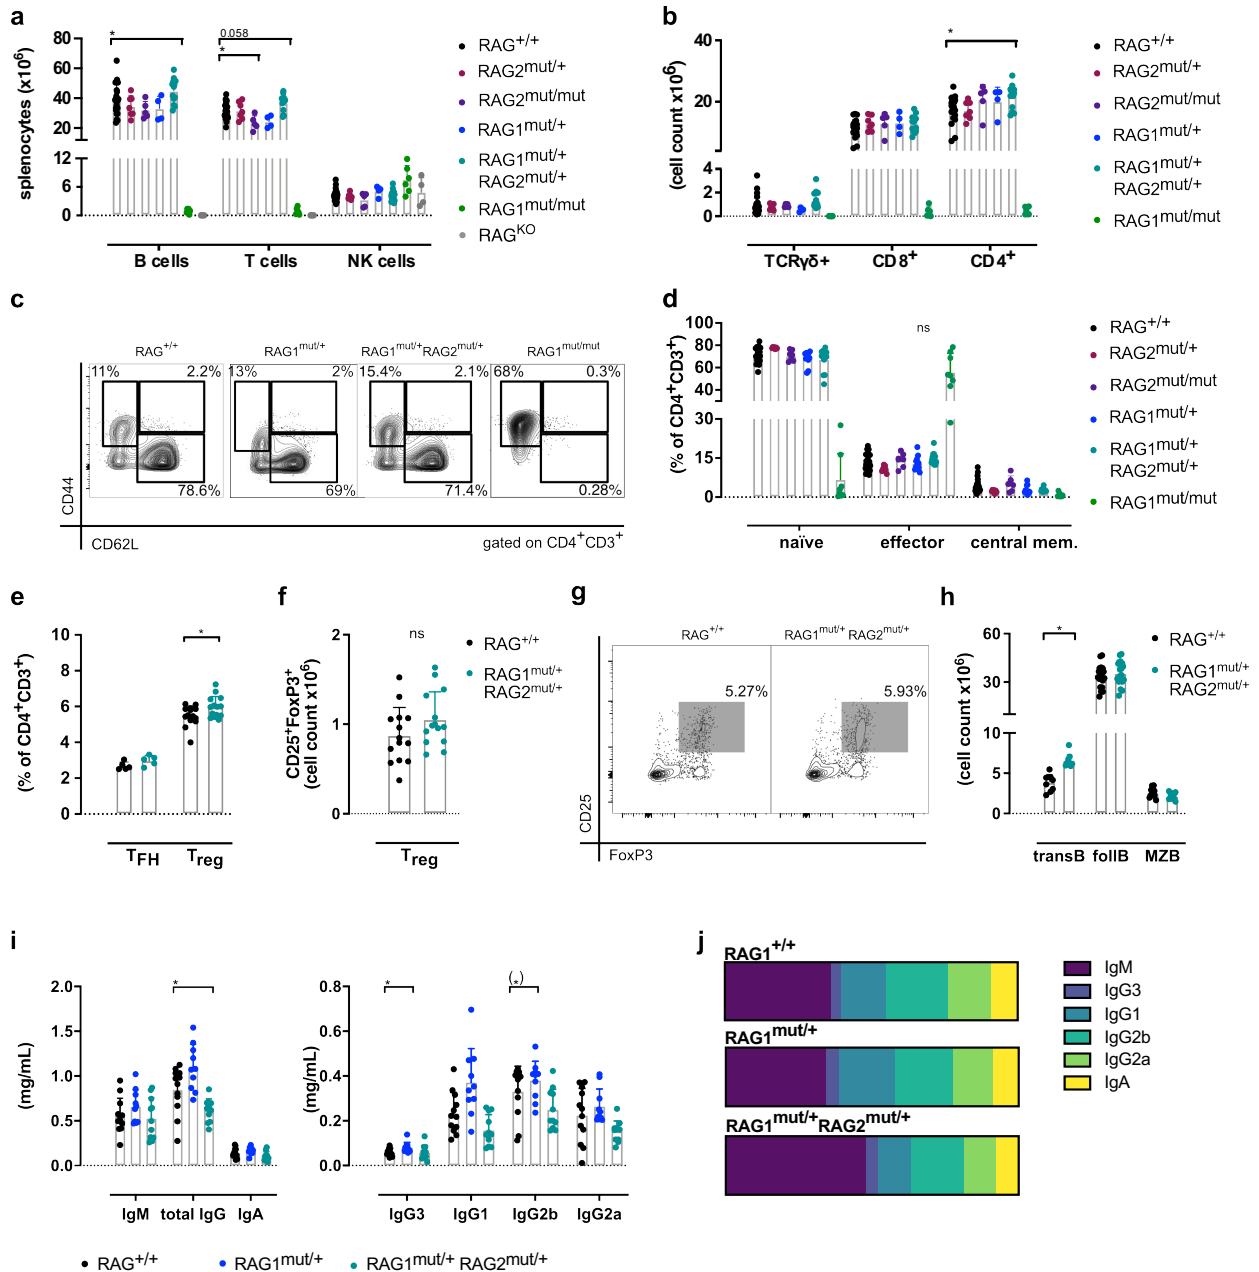 a
splenocytes (x10⁶)
80
60
40
20
12
6
0
*
0.058
*
B cells
T cells
NK cells
RAG+/+
RAG2mut/+
RAG2mut/mut
RAG1mut/+
RAG1mut/+
RAG2mut/+
RAG1mut/mut
RAGKO
b
(cell count x10⁶)
40
20
4
2
0
*
TCRγδ+
CD8+
CD4+
RAG+/+
RAG2mut/+
RAG2mut/mut
RAG1mut/+
RAG1mut/+
RAG2mut/+
RAG1mut/mut
c
RAG+/+
RAG1mut/+
RAG1mut/+RAG2mut/+
RAG1mut/mut
11%
2.2%
13%
2%
15.4%
2.1%
68%
0.3%
78.6%
69%
71.4%
0.28%
CD44
CD62L
gated on CD4+CD3+
d
(% of CD4+CD3+)
100
80
60
40
30
15
0
ns
naïve
effector
central mem.
RAG+/+
RAG2mut/+
RAG2mut/mut
RAG1mut/+
RAG1mut/+
RAG2mut/+
RAG1mut/mut
e
(% of CD4+CD3+)
10
8
6
4
2
0
*
TFH
Treg
f
CD25+FoxP3+
(cell count x10⁶)
2
1
0
ns
Treg
RAG+/+
RAG1mut/+
RAG2mut/+
g
RAG+/+
RAG1mut/+ RAG2mut/+
5.27%
5.93%
CD25
FoxP3
h
(cell count x10⁶)
60
30
10
5
0
*
transB
follB
MZB
RAG+/+
RAG1mut/+
RAG2mut/+
i
(mg/mL)
2.0
1.5
1.0
0.5
0.0
*
IgM
total IgG
IgA
(mg/mL)
0.8
0.6
0.4
0.2
0.0
*
(*)
IgG3
IgG1
IgG2b
IgG2a
RAG+/+
RAG1mut/+
RAG1mut/+ RAG2mut/+
j
RAG1+/+
RAG1mut/+
RAG1mut/+RAG2mut/+
IgM
IgG3
IgG1
IgG2b
IgG2a
IgA